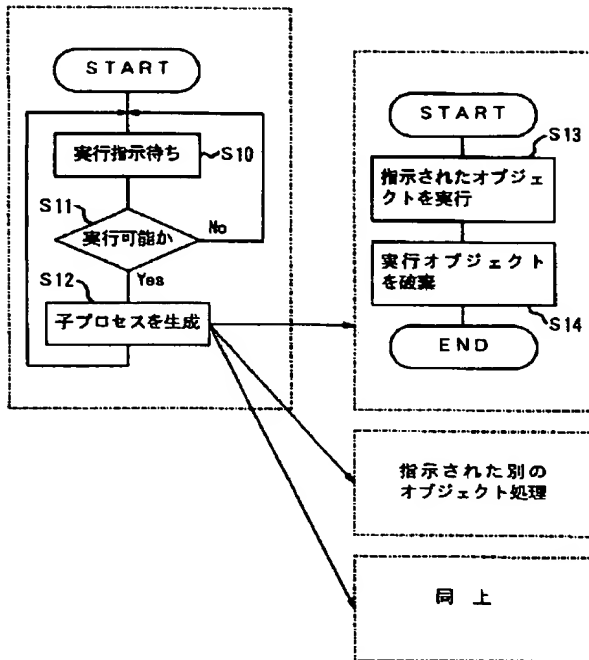 START
実行指示待ち
S10
S11
実行可能か
No
Yes
S12
子プロセスを生成
START
S13
指示されたオブジェ
クトを実行
実行オブジェクト
を破棄
S14
END
指示された別の
オブジェクト処理
同 上